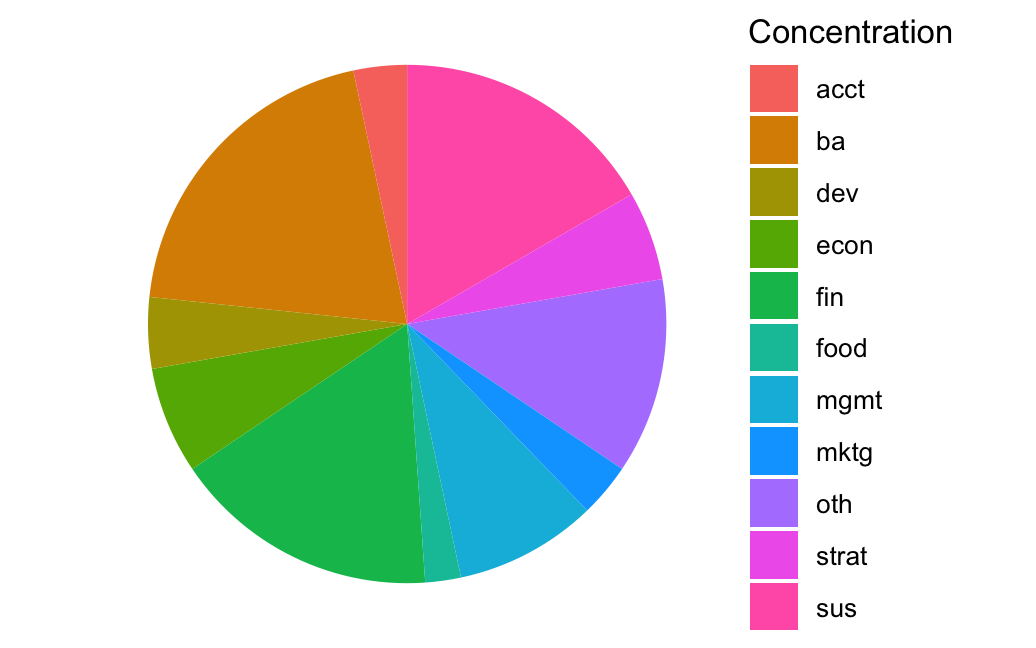 Concentration
acct
ba
dev
econ
fin
food
mgmt
mktg
oth
strat
sus